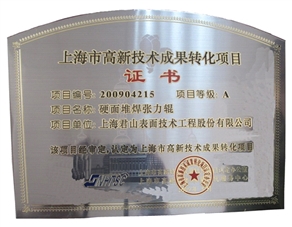 上海市高新技术成果转化项目
证书
项目编号: 200904215 项目等级 A
项目名称: 硬面堆焊张力辊
项目单位: 上海君山表面技术工程股份有限公司
该项目经审定,认定为上海市高新技术成果转化项目